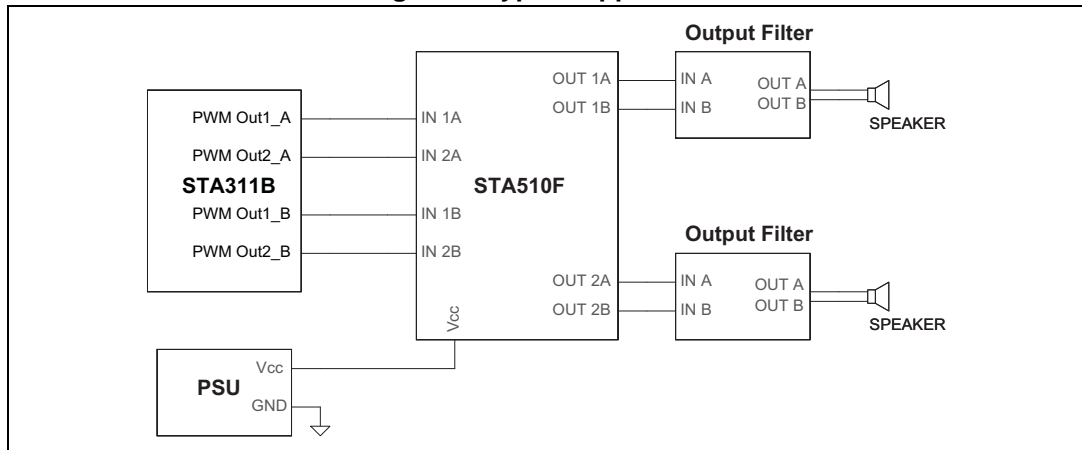 Output Filter
OUT 1A
OUT 1B
IN A
IN B
OUT A
OUT B
SPEAKER
PWM Out1_A
PWM Out2_A
STA311B
PWM Out1_B
PWM Out2_B
IN 1A
IN 2A
STA510F
IN 1B
IN 2B
Output Filter
OUT 2A
OUT 2B
IN A
IN B
OUT A
OUT B
SPEAKER
Vcc
PSU
Vcc
GND